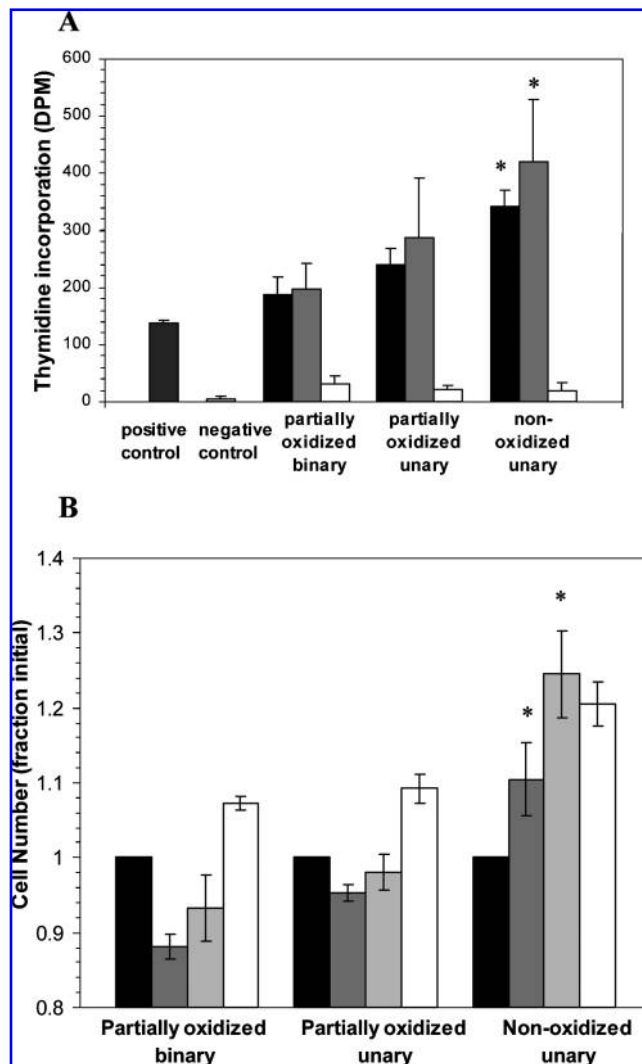 A
Thymidine incorporation (DPM)
600
500
400
300
200
100
0
*
*
positive
control
negative
control
partially
oxidized
binary
partially
oxidized
unary
non-
oxidized
unary
B
Cell Number (fraction initial)
1.4
1.3
1.2
1.1
1
0.9
0.8
*
*
Partially oxidized
binary
Partially oxidized
unary
Non-oxidized
unary